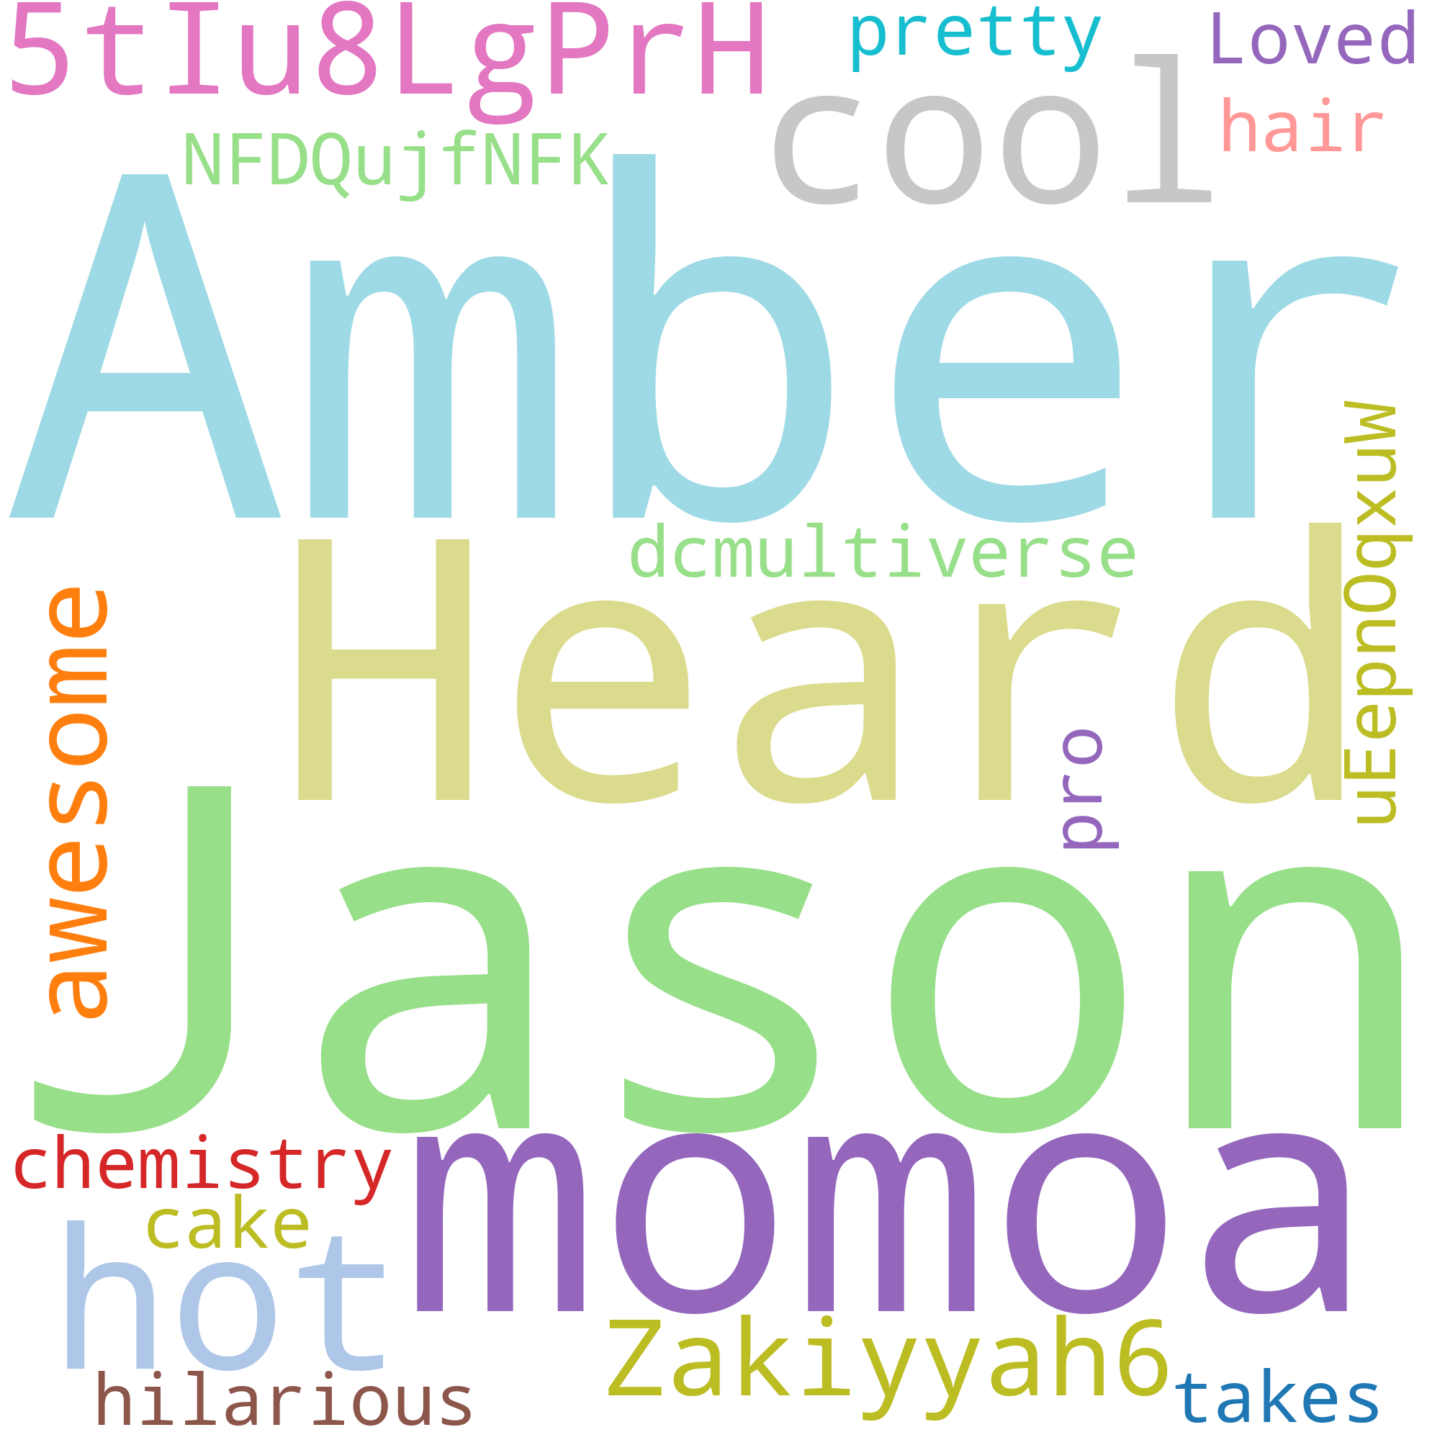 5tIu8LgPrH
pretty
Loved
cool
hair
NFDQujfNFK
Amber
uEepnOqxuW
dcmultiverse
Heard
awesome
pro
Jason
chemistry
momoa
cake
hot
Zakiyyah6
hilarious
takes